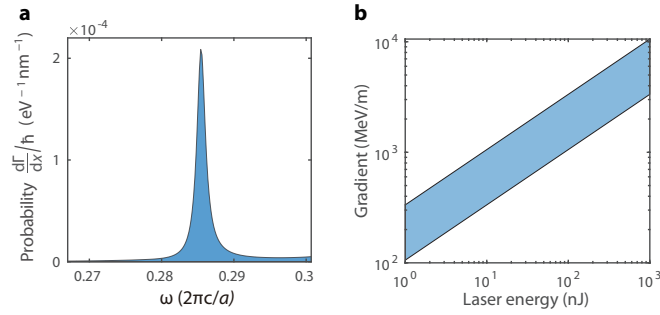 a
×10⁻⁴
2
1
0
Probability dΓ/dx /ħ (eV⁻¹ nm⁻¹)
0.27 0.28 0.29 0.3
ω (2πc/a)
b
10⁴
10³
10²
Gradient (MeV/m)
10⁰ 10¹ 10² 10³
Laser energy (nJ)